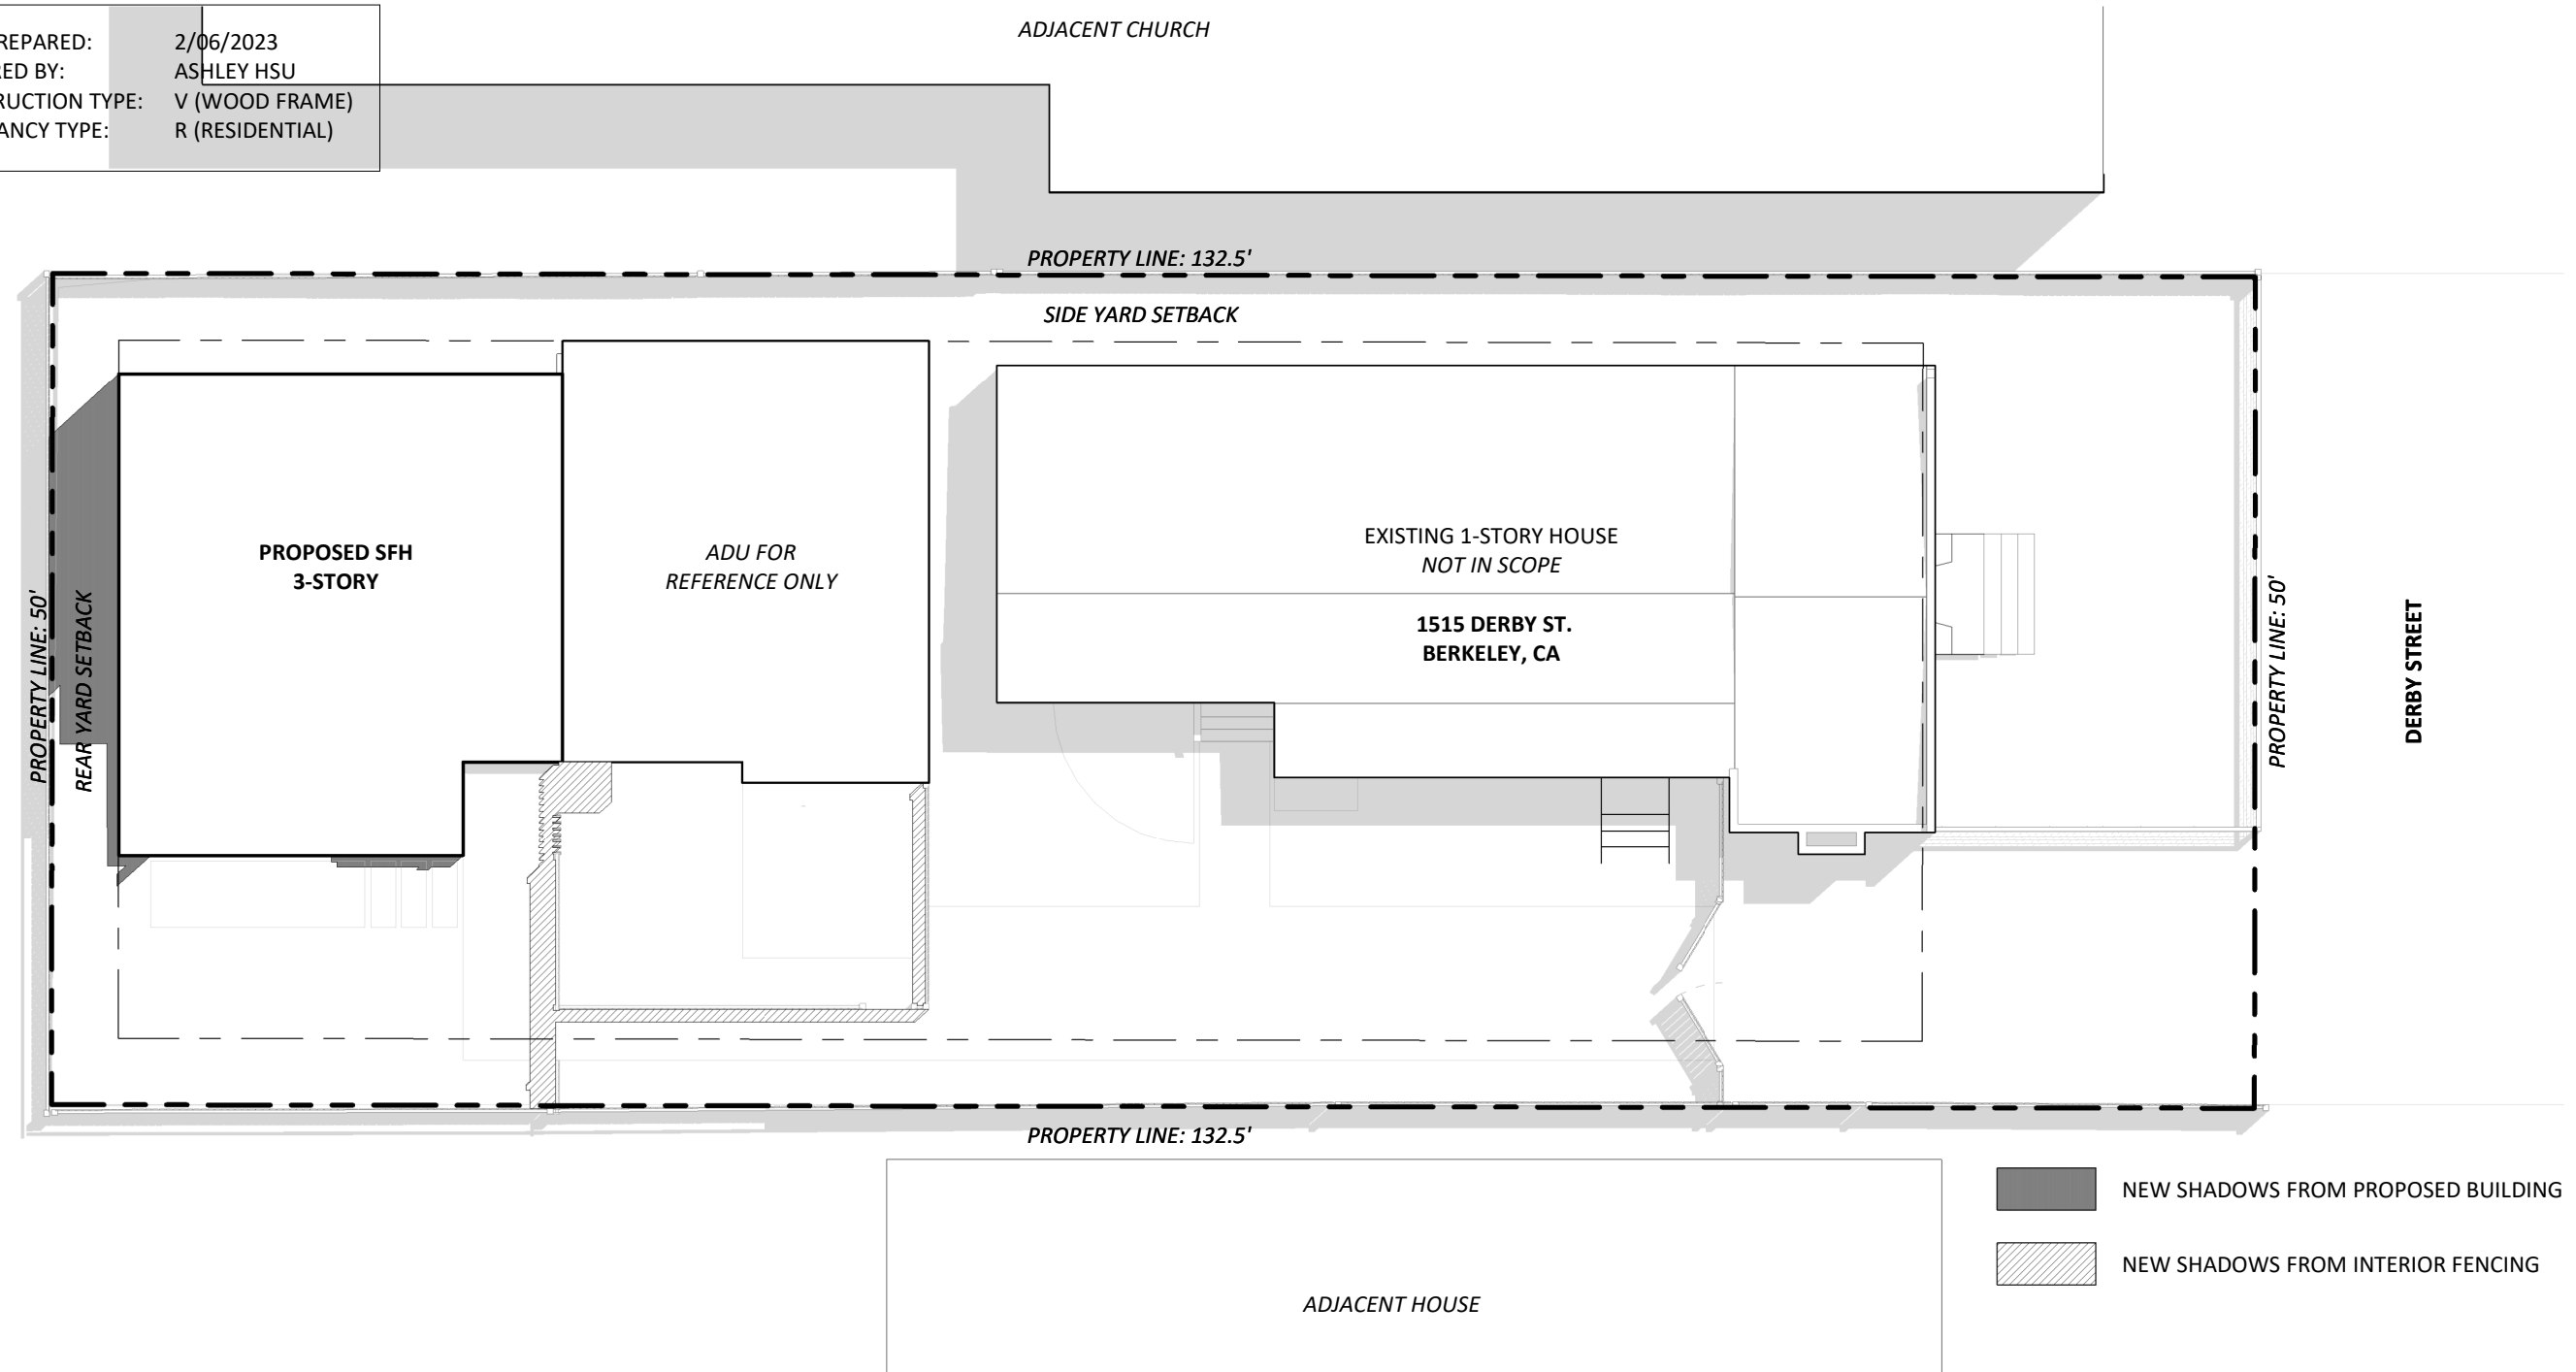 REPARED: 2/06/2023
RED BY: ASHLEY HSU
RUCTION TYPE: V (WOOD FRAME)
ANCY TYPE: R (RESIDENTIAL)
ADJACENT CHURCH
PROPERTY LINE: 132.5'
SIDE YARD SETBACK
PROPOSED SFH
3-STORY
ADU FOR
REFERENCE ONLY
EXISTING 1-STORY HOUSE
NOT IN SCOPE
1515 DERBY ST.
BERKELEY, CA
PROPERTY LINE: 50'
REAR YARD SETBACK
PROPERTY LINE: 50'
DERBY STREET
PROPERTY LINE: 132.5'
NEW SHADOWS FROM PROPOSED BUILDING
NEW SHADOWS FROM INTERIOR FENCING
ADJACENT HOUSE